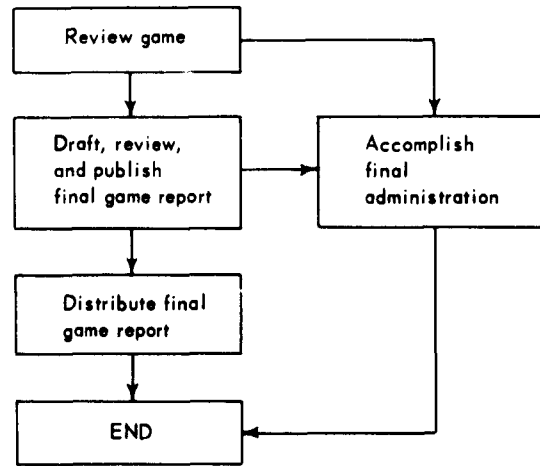 Review game
Draft, review,
and publish
final game report
Accomplish
final
administration
Distribute final
game report
END